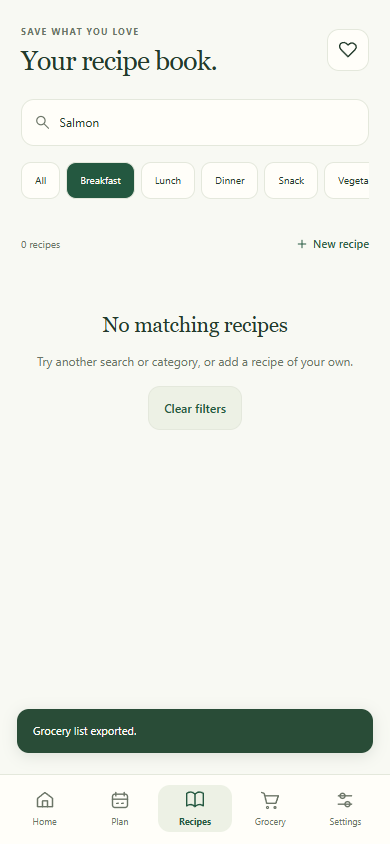 SAVE WHAT YOU LOVE
Your recipe book.
Salmon
All Breakfast Lunch Dinner Snack Vegeta
0 recipes + New recipe
No matching recipes
Try another search or category, or add a recipe of your own.
Clear filters
Grocery list exported.
Home Plan Recipes Grocery Settings